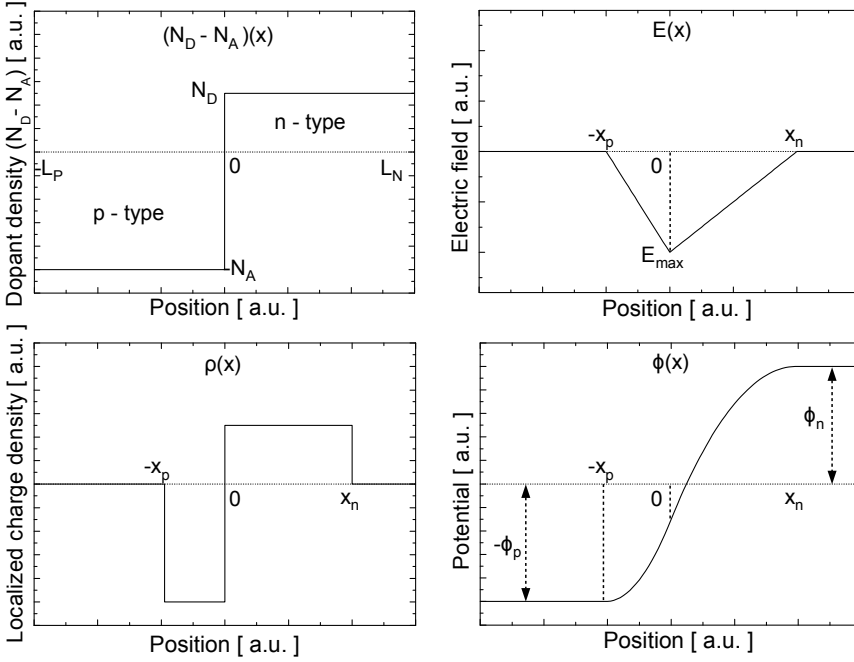 (N_D - N_A)(x)
Dopant density (N_D - N_A) [ a.u. ]
N_D
n - type
-L_P
0
L_N
p - type
-N_A
Position [ a.u. ]
E(x)
Electric field [ a.u. ]
-x_p
0
x_n
E_max
Position [ a.u. ]
ρ(x)
Localized charge density [ a.u. ]
-x_p
0
x_n
Position [ a.u. ]
ϕ(x)
Potential [ a.u. ]
ϕ_n
-x_p
0
x_n
-ϕ_p
Position [ a.u. ]